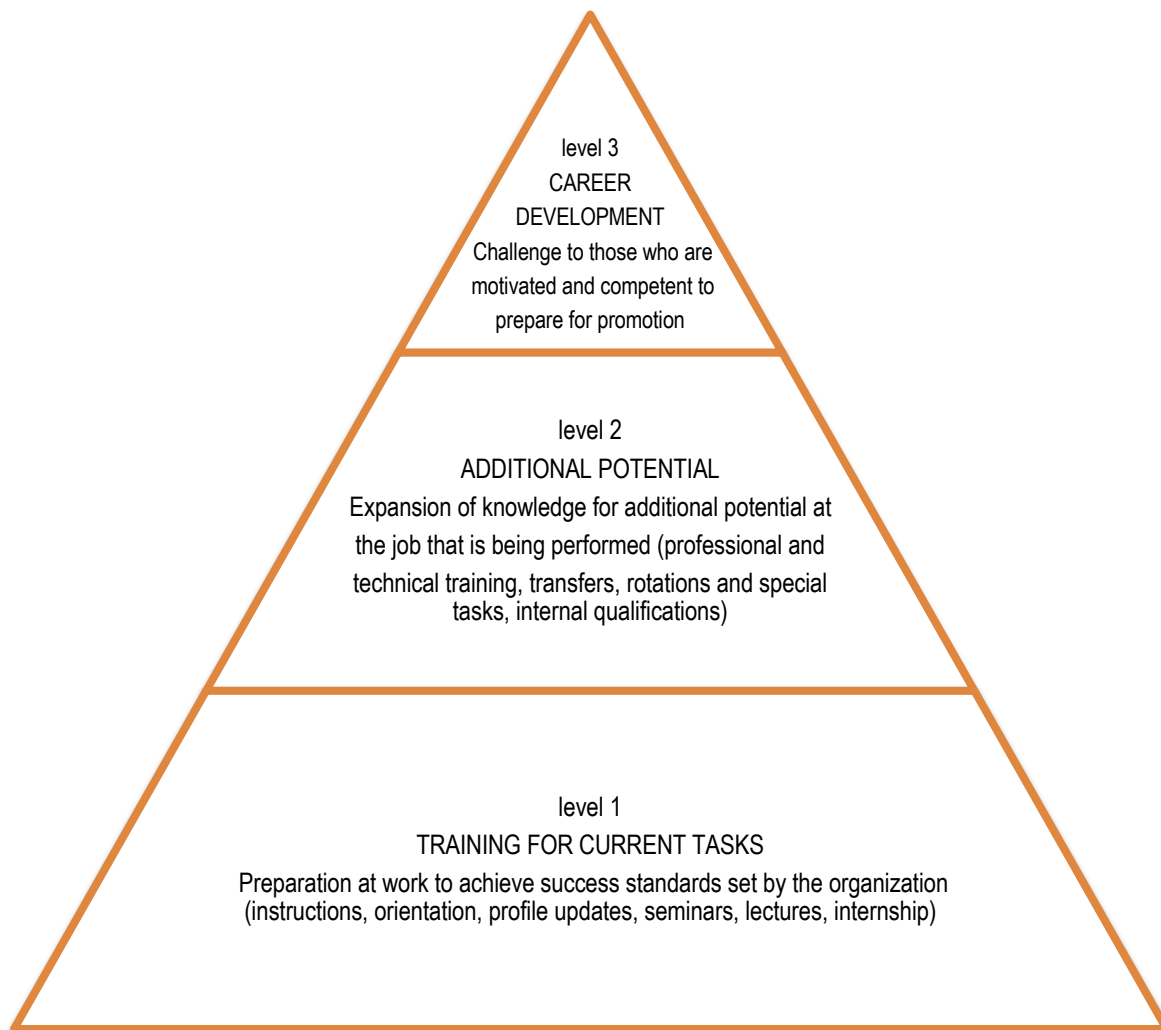 level 3
CAREER
DEVELOPMENT
Challenge to those who are
motivated and competent to
prepare for promotion
level 2
ADDITIONAL POTENTIAL
Expansion of knowledge for additional potential at
the job that is being performed (professional and
technical training, transfers, rotations and special
tasks, internal qualifications)
level 1
TRAINING FOR CURRENT TASKS
Preparation at work to achieve success standards set by the organization
(instructions, orientation, profile updates, seminars, lectures, internship)